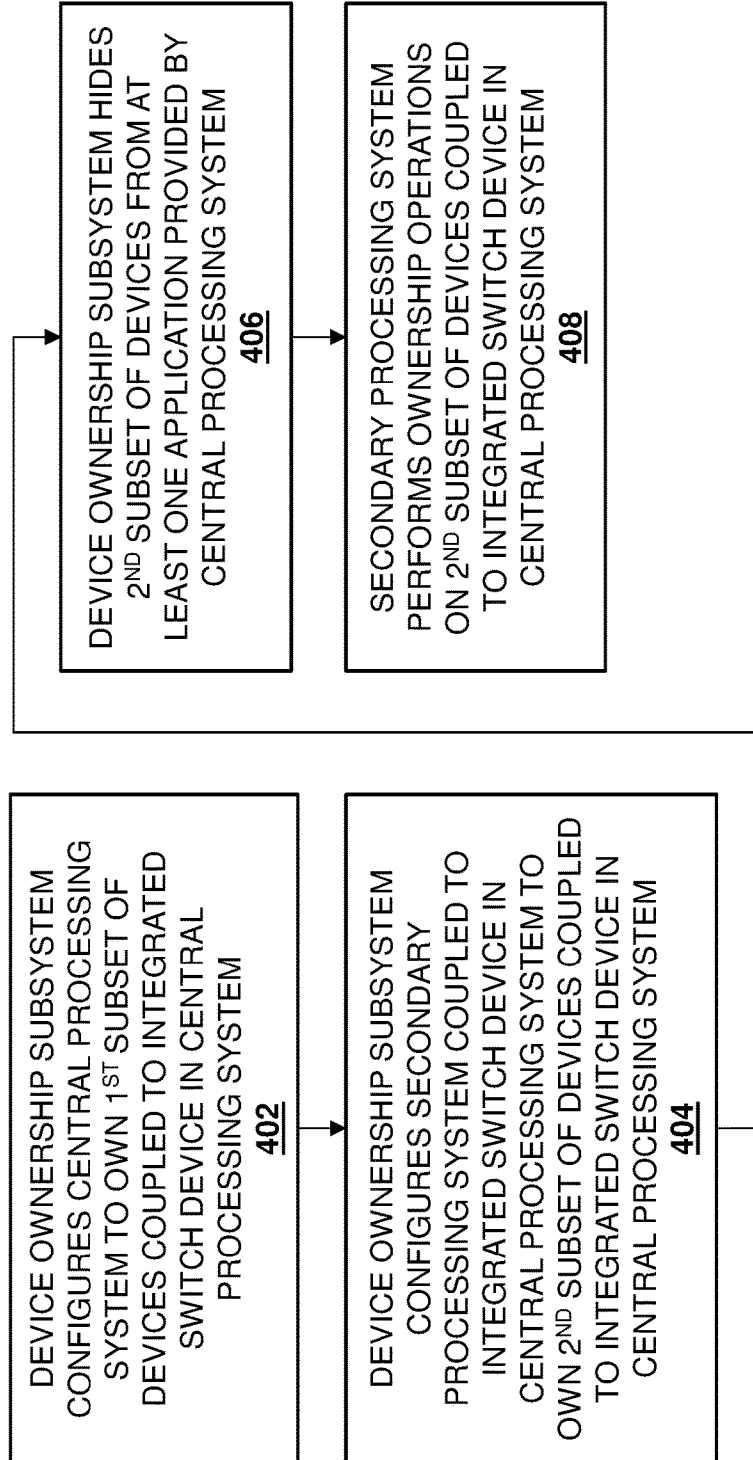 DEVICE OWNERSHIP SUBSYSTEM
CONFIGURES CENTRAL PROCESSING
SYSTEM TO OWN 1ST SUBSET OF
DEVICES COUPLED TO INTEGRATED
SWITCH DEVICE IN CENTRAL
PROCESSING SYSTEM
402
DEVICE OWNERSHIP SUBSYSTEM
CONFIGURES SECONDARY
PROCESSING SYSTEM COUPLED TO
INTEGRATED SWITCH DEVICE IN
CENTRAL PROCESSING SYSTEM TO
OWN 2ND SUBSET OF DEVICES COUPLED
TO INTEGRATED SWITCH DEVICE IN
CENTRAL PROCESSING SYSTEM
404
DEVICE OWNERSHIP SUBSYSTEM HIDES
2ND SUBSET OF DEVICES FROM AT
LEAST ONE APPLICATION PROVIDED BY
CENTRAL PROCESSING SYSTEM
406
SECONDARY PROCESSING SYSTEM
PERFORMS OWNERSHIP OPERATIONS
ON 2ND SUBSET OF DEVICES COUPLED
TO INTEGRATED SWITCH DEVICE IN
CENTRAL PROCESSING SYSTEM
408